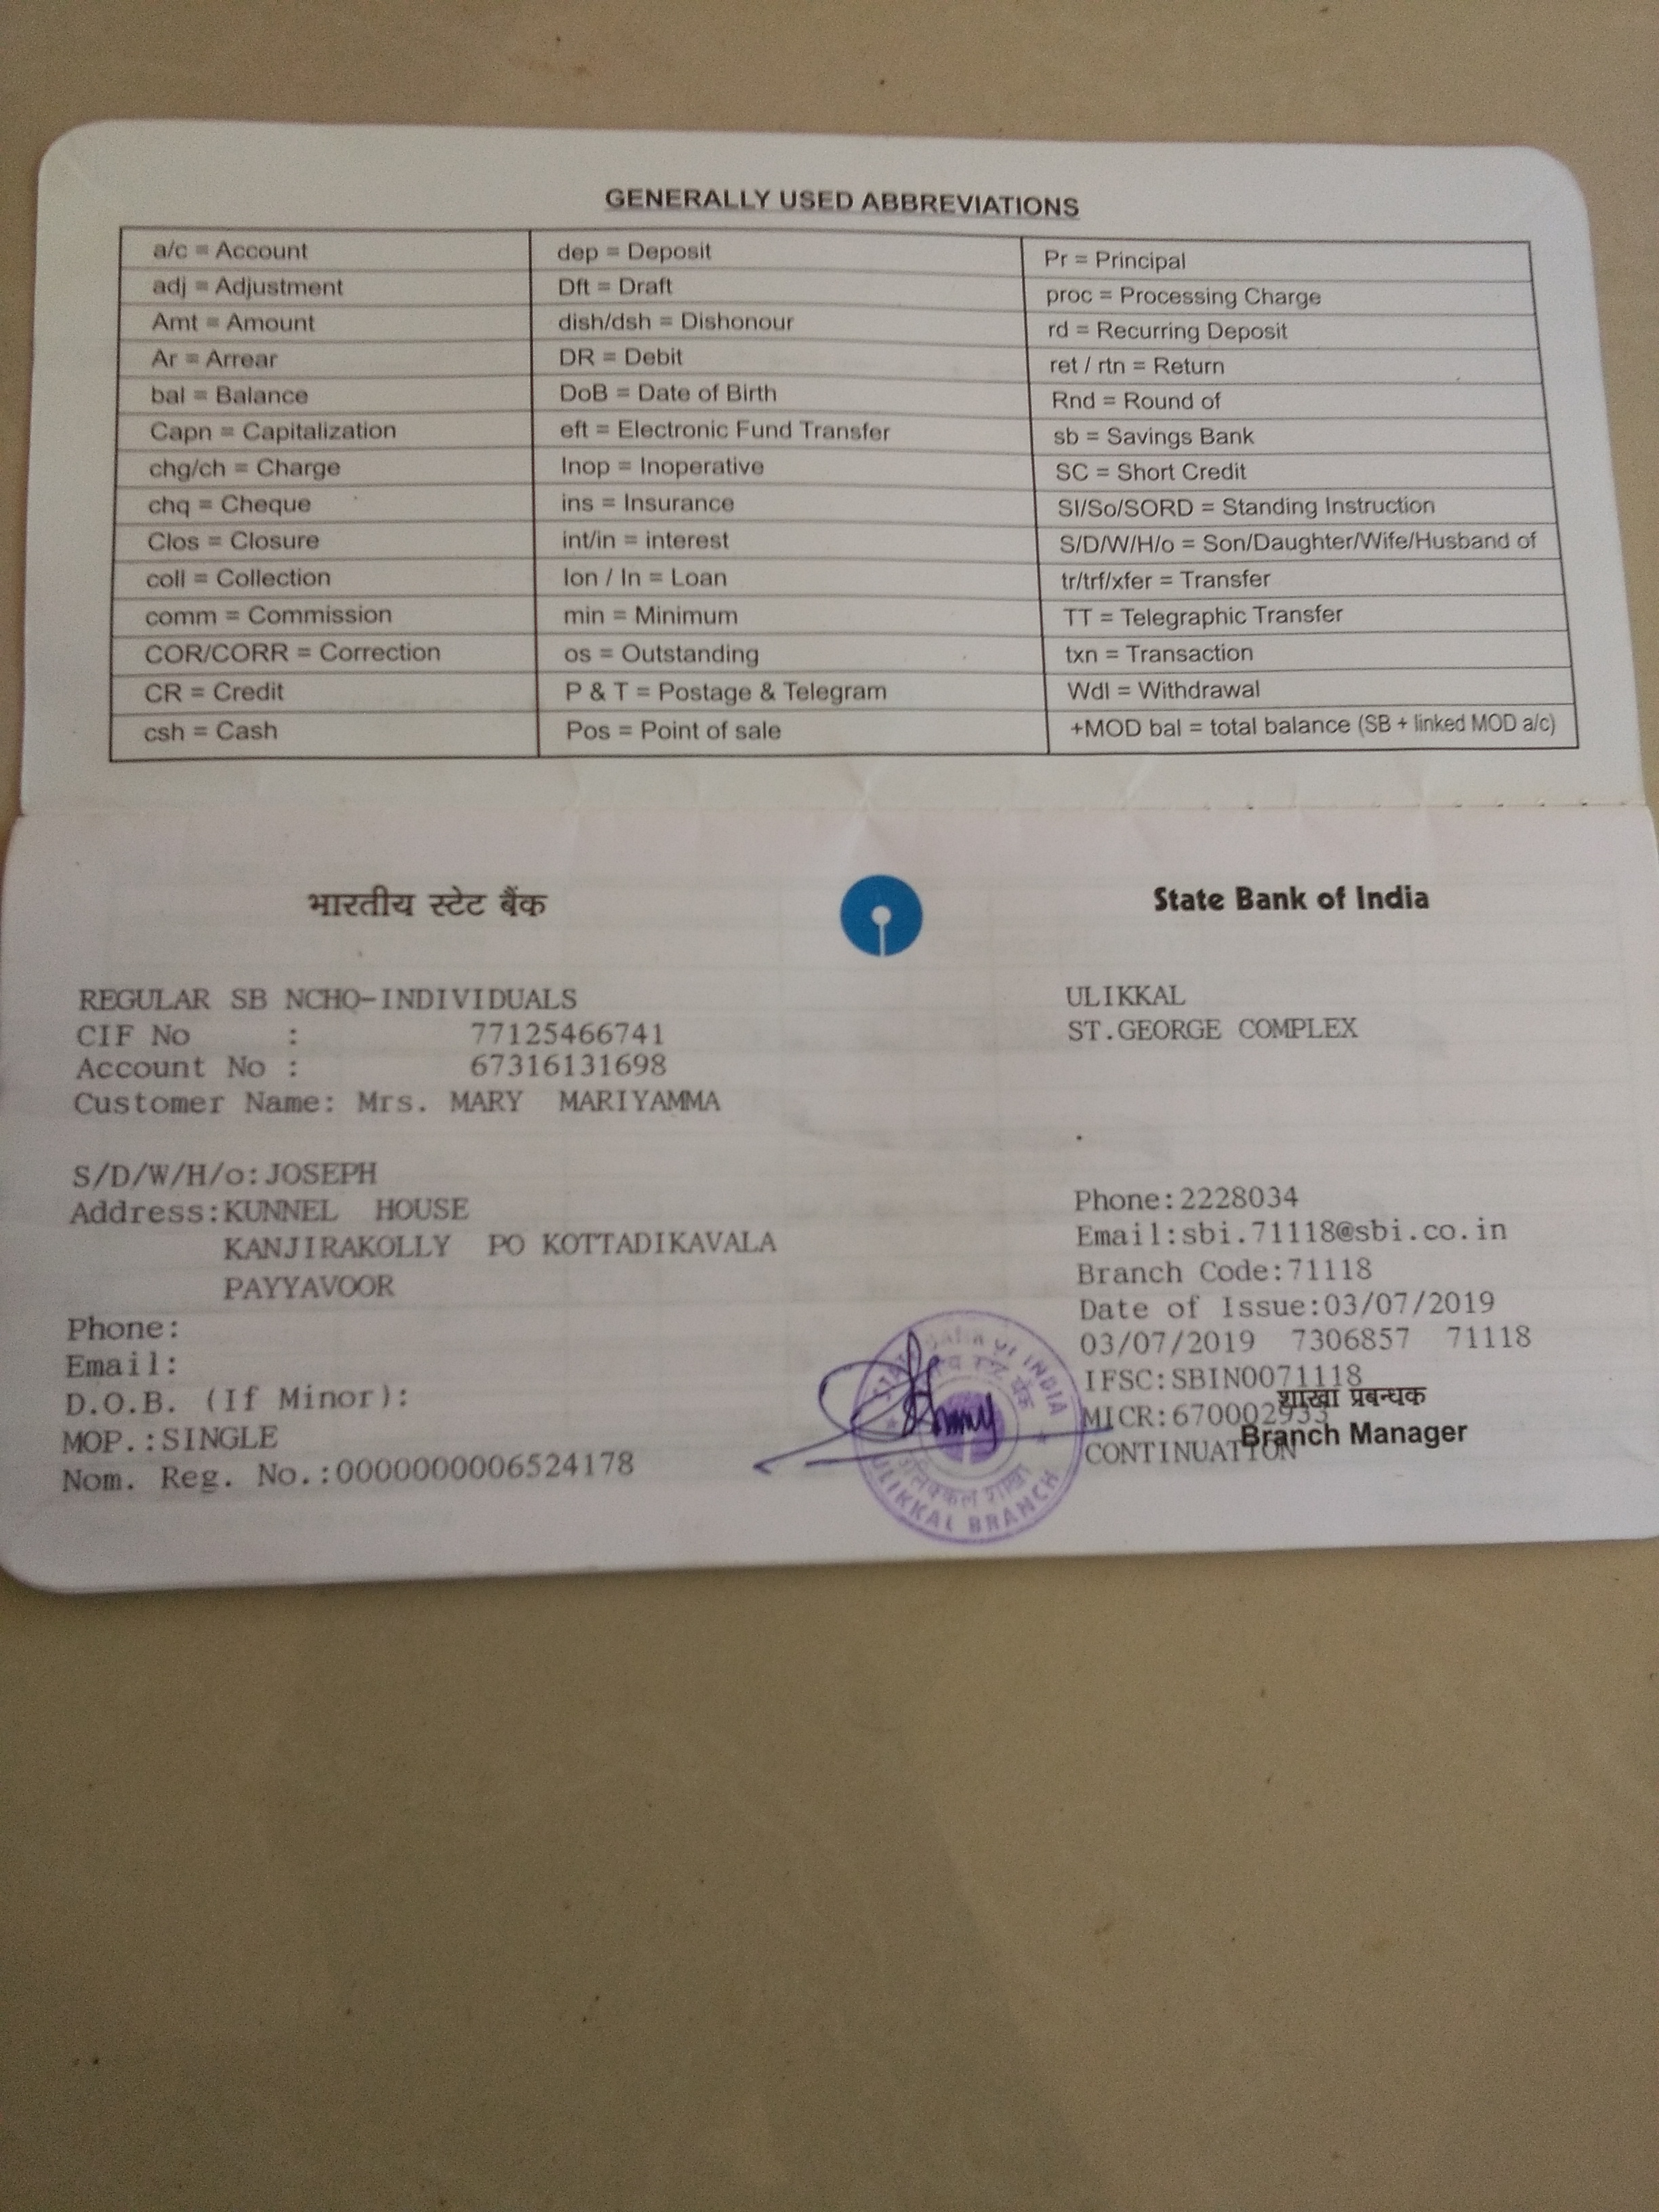 GENERALLY USED ABBREVIATIONS
a/c = Account
adj = Adjustment
Amt = Amount
Ar = Arrear
bal = Balance
Capn = Capitalization
chg/ch = Charge
chq = Cheque
Clos = Closure
coll = Collection
comm = Commission
COR/CORR = Correction
CR = Credit
csh = Cash
dep = Deposit
Dft = Draft
dish/dsh = Dishonour
DR = Debit
DoB = Date of Birth
eft = Electronic Fund Transfer
Inop = Inoperative
ins = Insurance
int/in = interest
lon / ln = Loan
min = Minimum
os = Outstanding
P & T = Postage & Telegram
Pos = Point of sale
Pr = Principal
proc = Processing Charge
rd = Recurring Deposit
ret / rtn = Return
Rnd = Round of
sb = Savings Bank
SC = Short Credit
SI/So/SORD = Standing Instruction
S/D/W/H/o = Son/Daughter/Wife/Husband of
tr/trf/xfer = Transfer
TT = Telegraphic Transfer
txn = Transaction
Wdl = Withdrawal
+MOD bal = total balance (SB + linked MOD a/c)
भारतीय स्टेट बैंक
State Bank of India
REGULAR SB NCHQ-INDIVIDUALS
CIF No : 77125466741
Account No : 67316131698
Customer Name: Mrs. MARY MARIYAMMA
S/D/W/H/o:JOSEPH
Address:KUNNEL HOUSE
KANJIRAKOLLY PO KOTTADIKAVALA
PAYYAVOOR
Phone:
Email:
D.O.B. (If Minor):
MOP.:SINGLE
Nom. Reg. No.:0000000006524178
ULIKKAL
ST.GEORGE COMPLEX
Phone:2228034
Email:sbi.71118@sbi.co.in
Branch Code:71118
Date of Issue:03/07/2019
03/07/2019 7306857 71118
IFSC:SBIN0071118
शाखा प्रबन्धक
MICR:670002933
Branch Manager
CONTINUATION
STATE BANK OF INDIA
ULIKKAL BRANCH